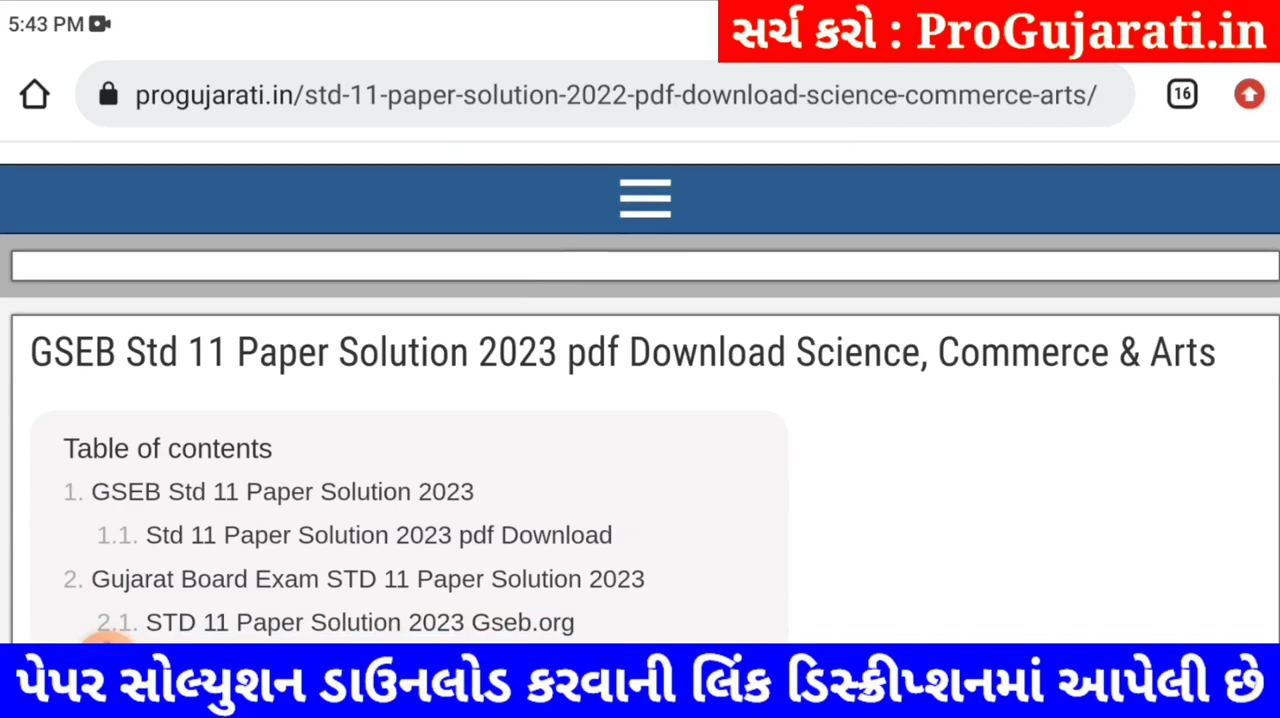 5:43 PM
સર્ચ કરો : ProGujarati.in
progujarati.in/std-11-paper-solution-2022-pdf-download-science-commerce-arts/
16
GSEB Std 11 Paper Solution 2023 pdf Download Science, Commerce & Arts
Table of contents
1. GSEB Std 11 Paper Solution 2023
1.1. Std 11 Paper Solution 2023 pdf Download
2. Gujarat Board Exam STD 11 Paper Solution 2023
2.1. STD 11 Paper Solution 2023 Gseb.org
પેપર સોલ્યુશન ડાઉનલોડ કરવાની લિંક ડિસ્ક્રીપ્શનમાં આપેલી છે